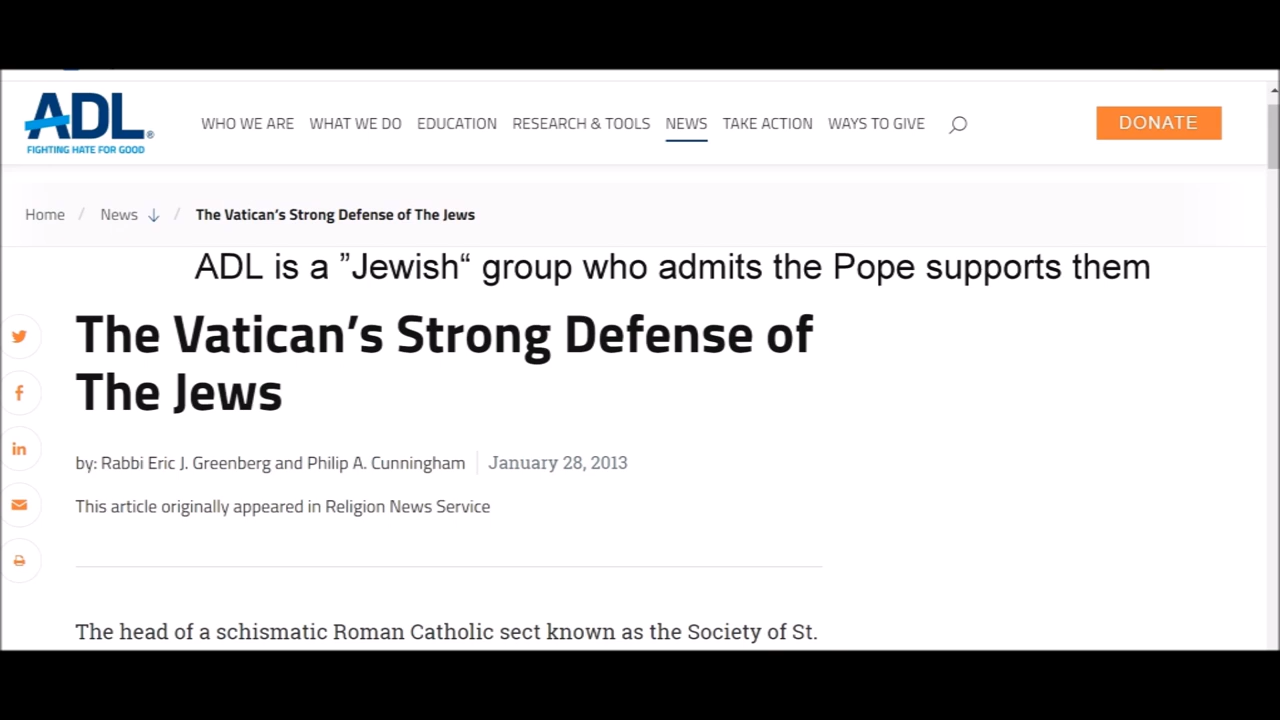 ADL®
FIGHTING HATE FOR GOOD
WHO WE ARE WHAT WE DO EDUCATION RESEARCH & TOOLS NEWS TAKE ACTION WAYS TO GIVE
DONATE
Home / News ↓ / The Vatican’s Strong Defense of The Jews
ADL is a ”Jewish“ group who admits the Pope supports them
The Vatican’s Strong Defense of
The Jews
by: Rabbi Eric J. Greenberg and Philip A. Cunningham January 28, 2013
This article originally appeared in Religion News Service
The head of a schismatic Roman Catholic sect known as the Society of St.